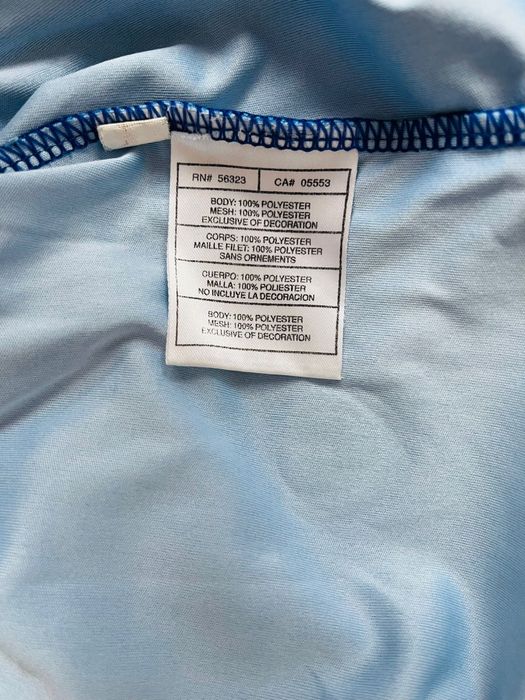 RN# 56323 CA# 05553
BODY: 100% POLYESTER
MESH: 100% POLYESTER
EXCLUSIVE OF DECORATION
CORPS: 100% POLYESTER
MAILLE FILET: 100% POLYESTER
SANS ORNEMENTS
CUERPO: 100% POLYESTER
MALLA: 100% POLIESTER
NO INCLUYE LA DECORACION
BODY: 100% POLYESTER
MESH: 100% POLYESTER
EXCLUSIVE OF DECORATION